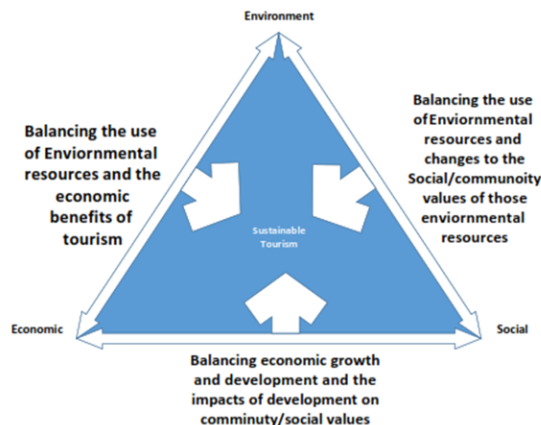 Environment
Balancing the use
of Enviornmental
resources and the
economic
benefits of
tourism
Balancing the use
of Enviornmental
resources and
changes to the
Social/communoity
values of those
enviornmental
resources
Sustainable
Tourism
Economic
Social
Balancing economic growth
and development and the
impacts of development on
comminuty/social values